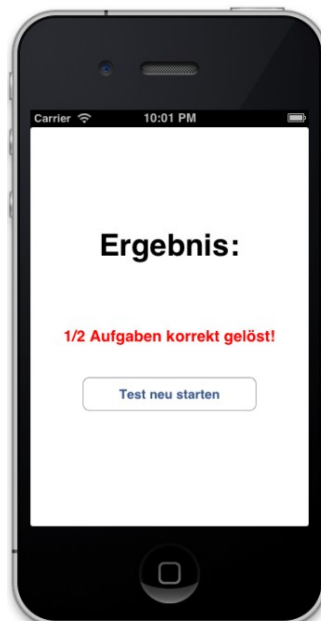 Carrier 10:01 PM
Ergebnis:
1/2 Aufgaben korrekt gelöst!
Test neu starten